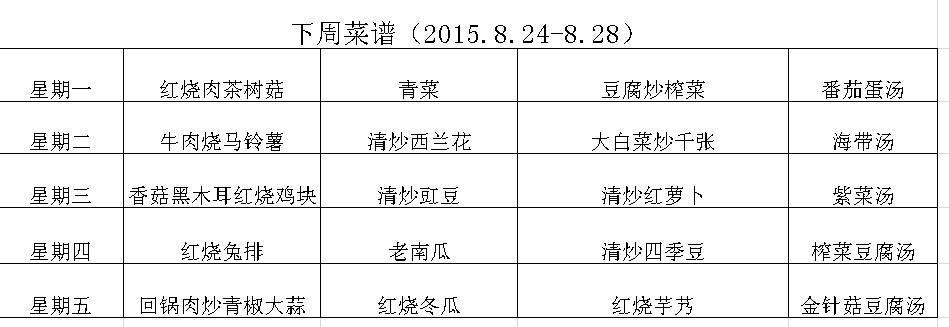 下周菜谱（2015.8.24-8.28）
星期一 红烧肉茶树菇 青菜 豆腐炒榨菜 番茄蛋汤
星期二 牛肉烧马铃薯 清炒西兰花 大白菜炒千张 海带汤
星期三 香菇黑木耳红烧鸡块 清炒豇豆 清炒红萝卜 紫菜汤
星期四 红烧兔排 老南瓜 清炒四季豆 榨菜豆腐汤
星期五 回锅肉炒青椒大蒜 红烧冬瓜 红烧芋艿 金针菇豆腐汤